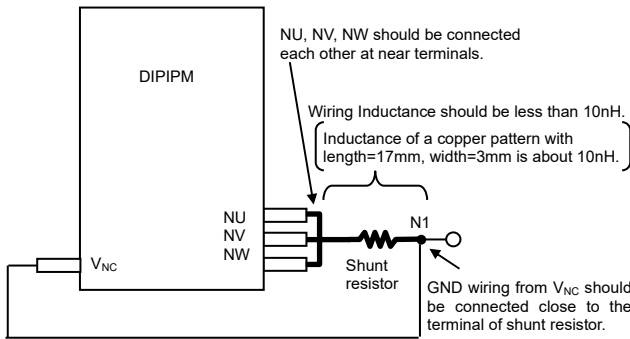 NU, NV, NW should be connected
each other at near terminals.
DIPIPM
Wiring Inductance should be less than 10nH.
Inductance of a copper pattern with
length=17mm, width=3mm is about 10nH.
NU
NV
NW
N1
VNC
Shunt
resistor
GND wiring from VNC should
be connected close to the
terminal of shunt resistor.